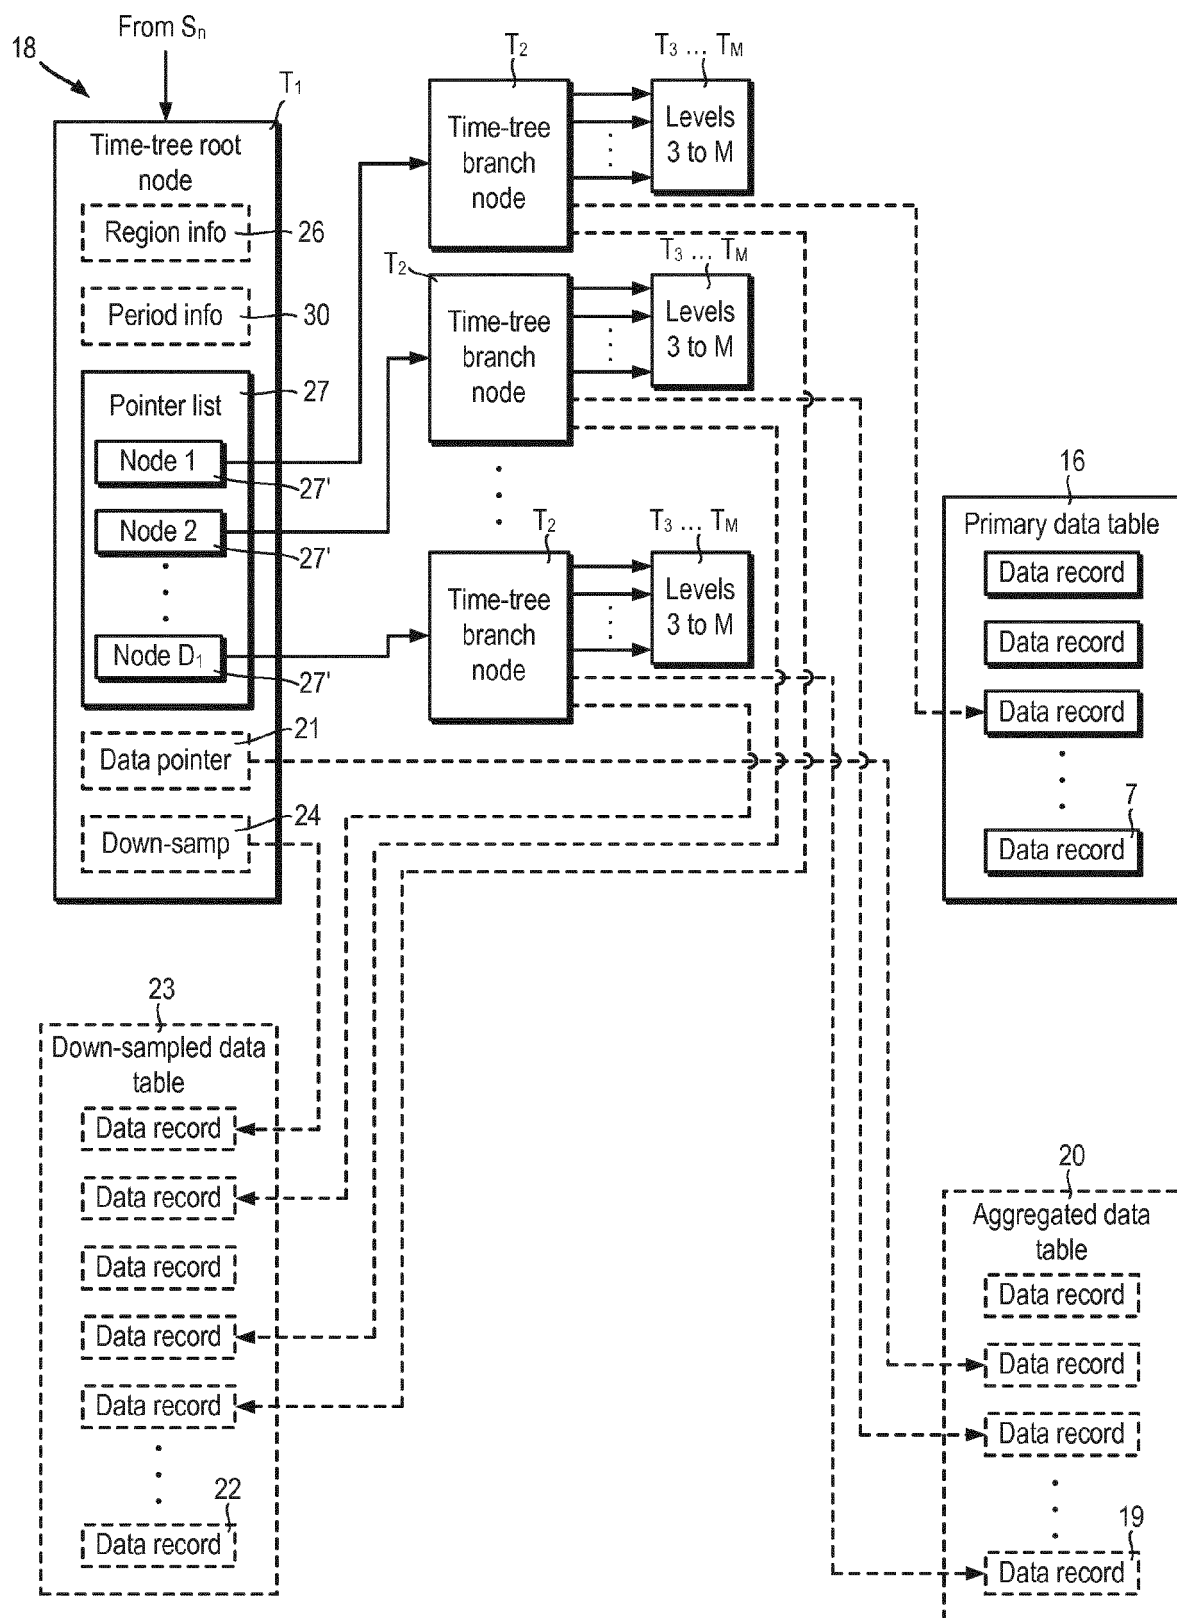 From Sn
18
T1
Time-tree root
node
Region info
26
Period info
30
Pointer list
27
Node 1
27'
Node 2
27'
Node D1
27'
Data pointer
21
Down-samp
24
T2
Time-tree
branch
node
T3 ... TM
Levels
3 to M
T2
Time-tree
branch
node
T3 ... TM
Levels
3 to M
T2
Time-tree
branch
node
T3 ... TM
Levels
3 to M
16
Primary data table
Data record
Data record
Data record
7
Data record
23
Down-sampled data
table
Data record
Data record
Data record
Data record
Data record
22
Data record
20
Aggregated data
table
Data record
Data record
Data record
19
Data record